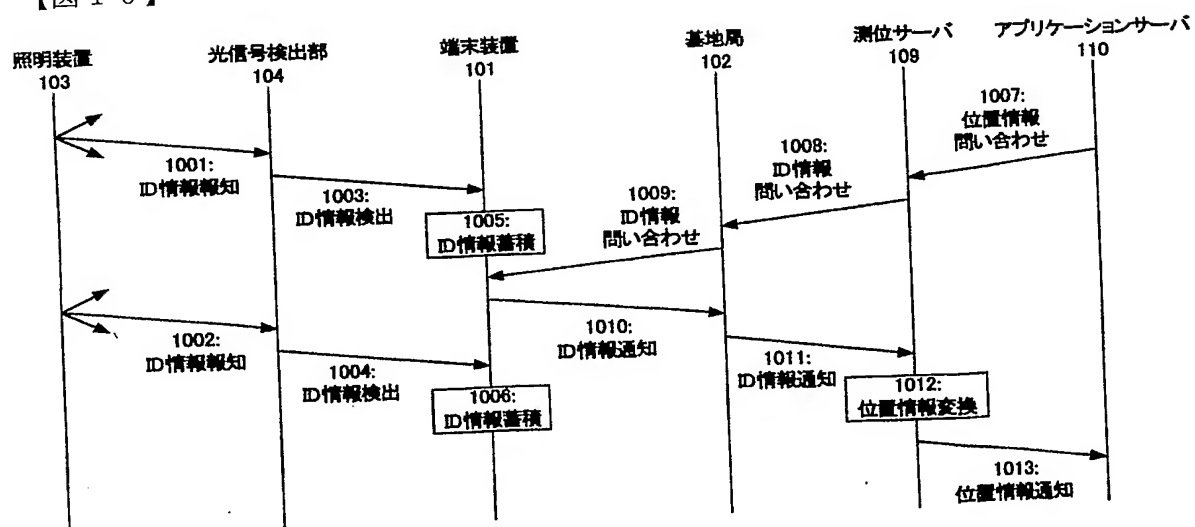 【図10】
照明装置
103
光信号検出部
104
端末装置
101
基地局
102
測位サーバ
109
アプリケーションサーバ
110
1001:
ID情報報知
1003:
ID情報検出
1005:
ID情報蓄積
1007:
位置情報
問い合わせ
1008:
ID情報
問い合わせ
1009:
ID情報
問い合わせ
1002:
ID情報報知
1004:
ID情報検出
1006:
ID情報蓄積
1010:
ID情報通知
1011:
ID情報通知
1012:
位置情報変換
1013:
位置情報通知